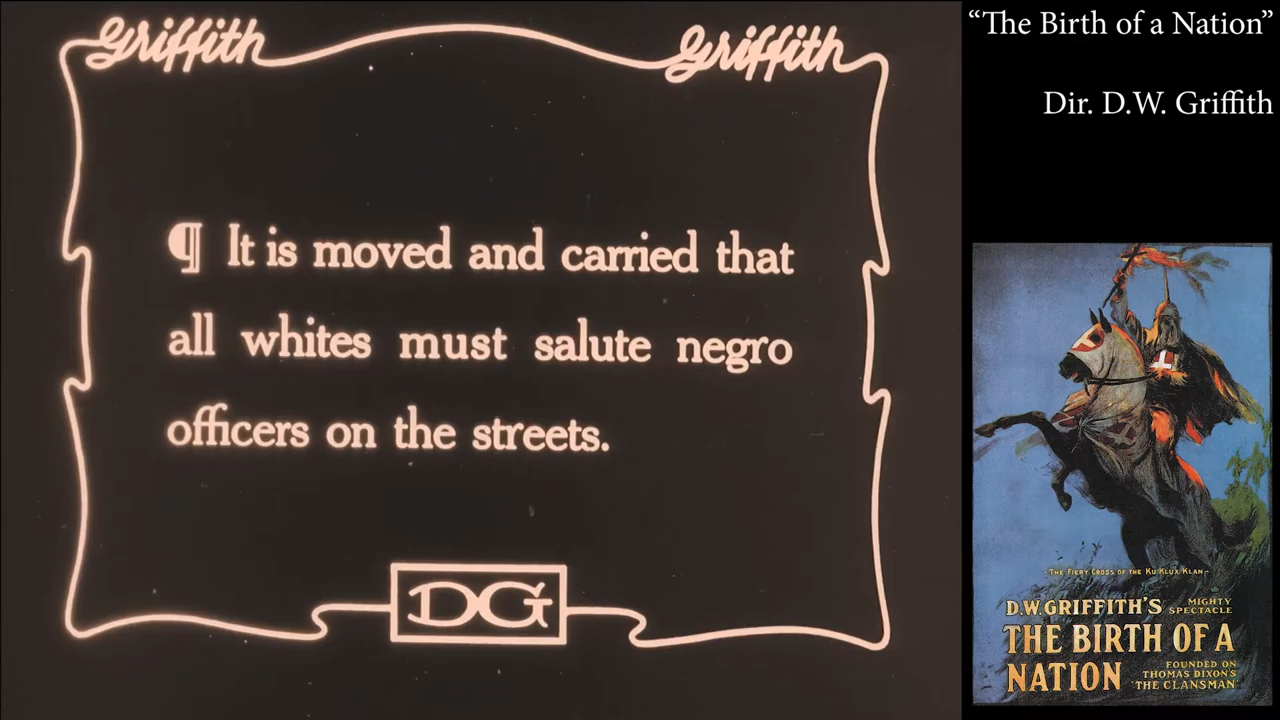 Griffith Griffith
¶ It is moved and carried that
all whites must salute negro
officers on the streets.
DG
“The Birth of a Nation”
Dir. D.W. Griffith
-THE FIERY CROSS OF THE KU KLUX KLAN-
D.W. GRIFFITH'S MIGHTY SPECTACLE
THE BIRTH OF A
NATION FOUNDED ON
THOMAS DIXON'S
"THE CLANSMAN"